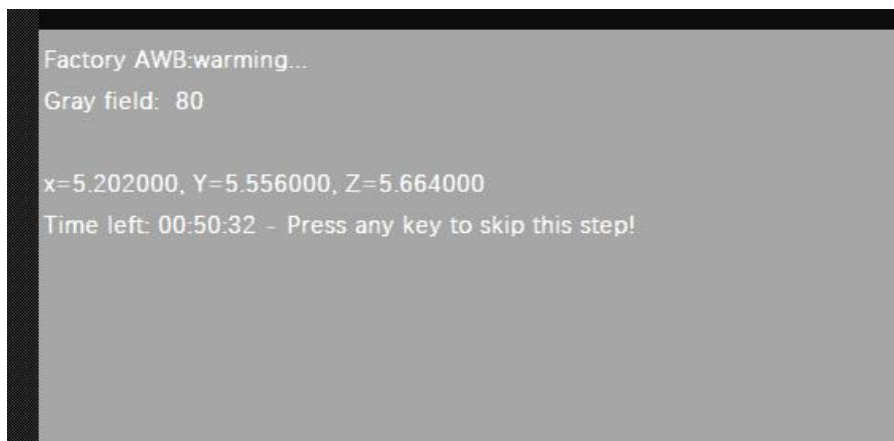 Factory AWB:warming...
Gray field: 80
x=5.202000, Y=5.556000, Z=5.664000
Time left: 00:50:32 - Press any key to skip this step!